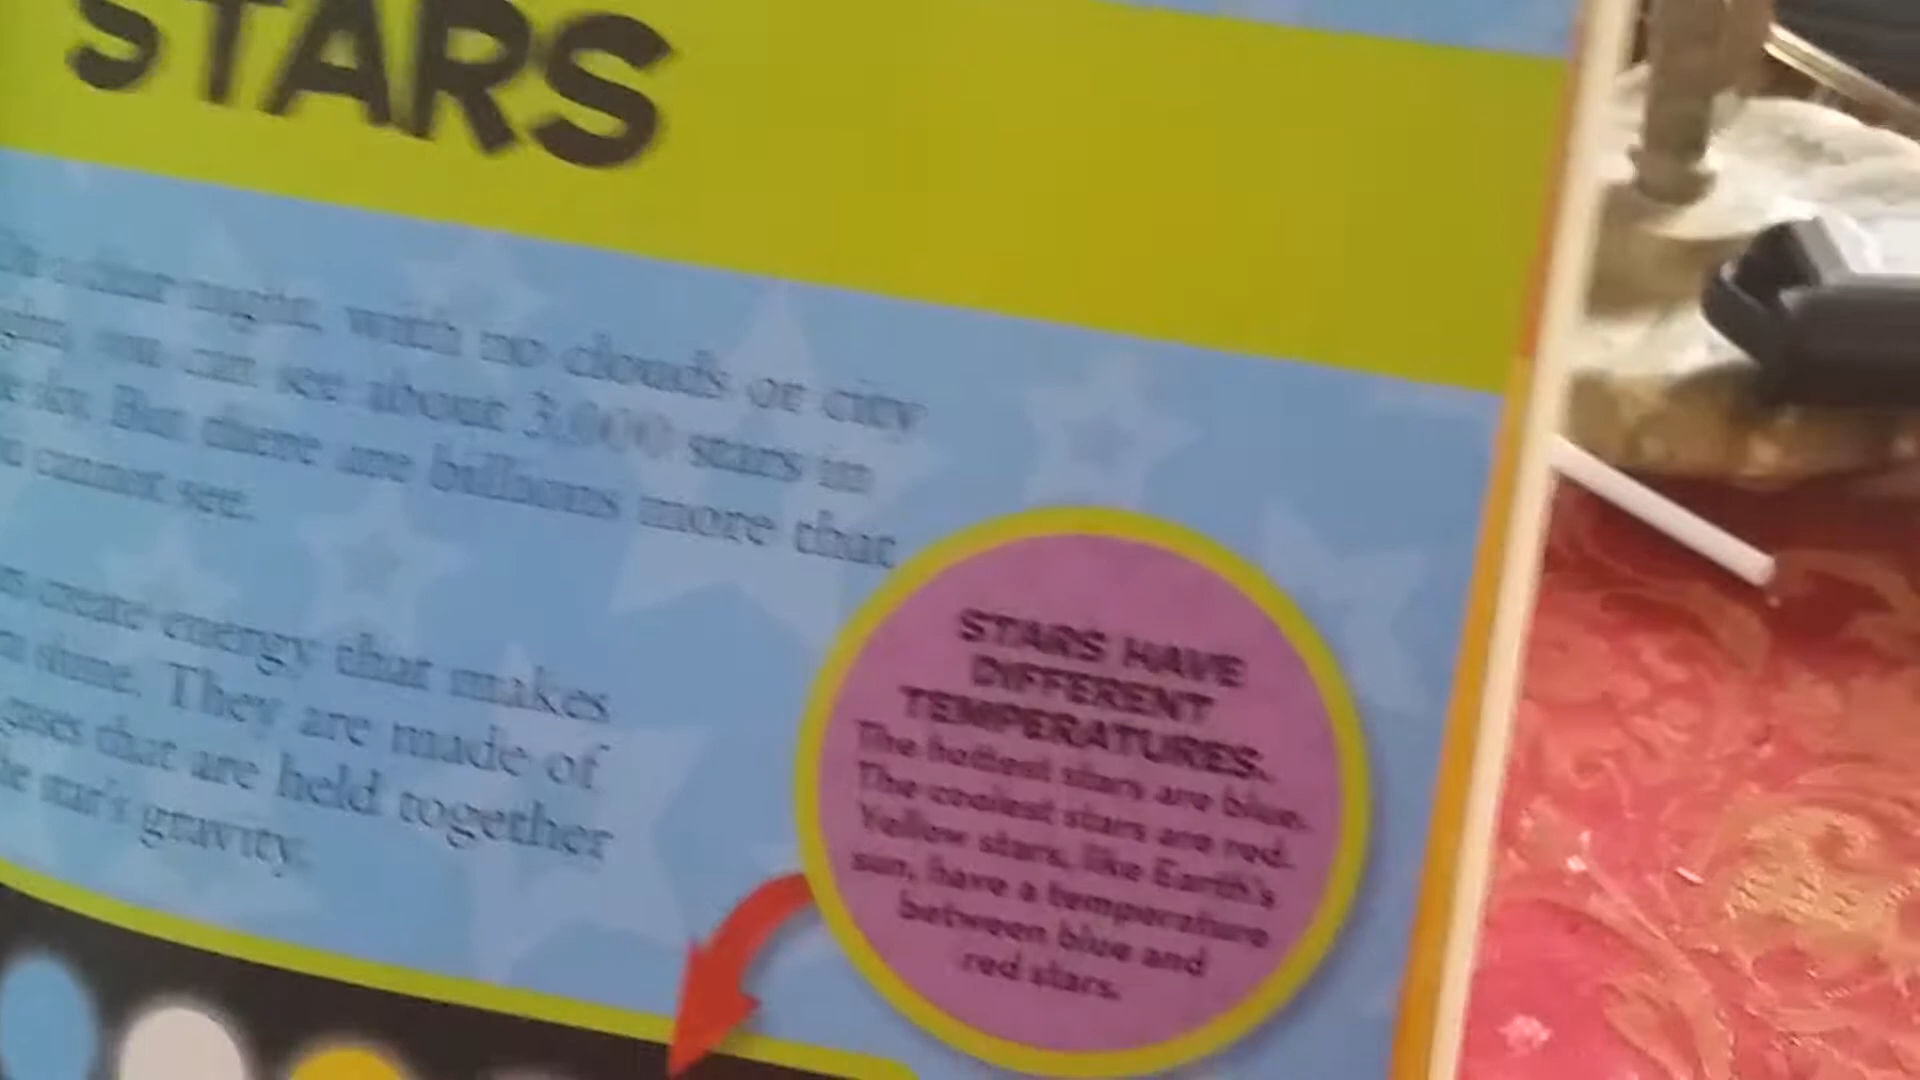 STARS
clear night, with no clouds or city
you can see about 3,000 stars in
But there are billions more that
cannot see.
create energy that makes
shine. They are made of
gases that are held together
star's gravity.
STARS HAVE
DIFFERENT
TEMPERATURES.
The hottest stars are blue.
The coolest stars are red.
Yellow stars, like Earth's
sun, have a temperature
between blue and
red stars.